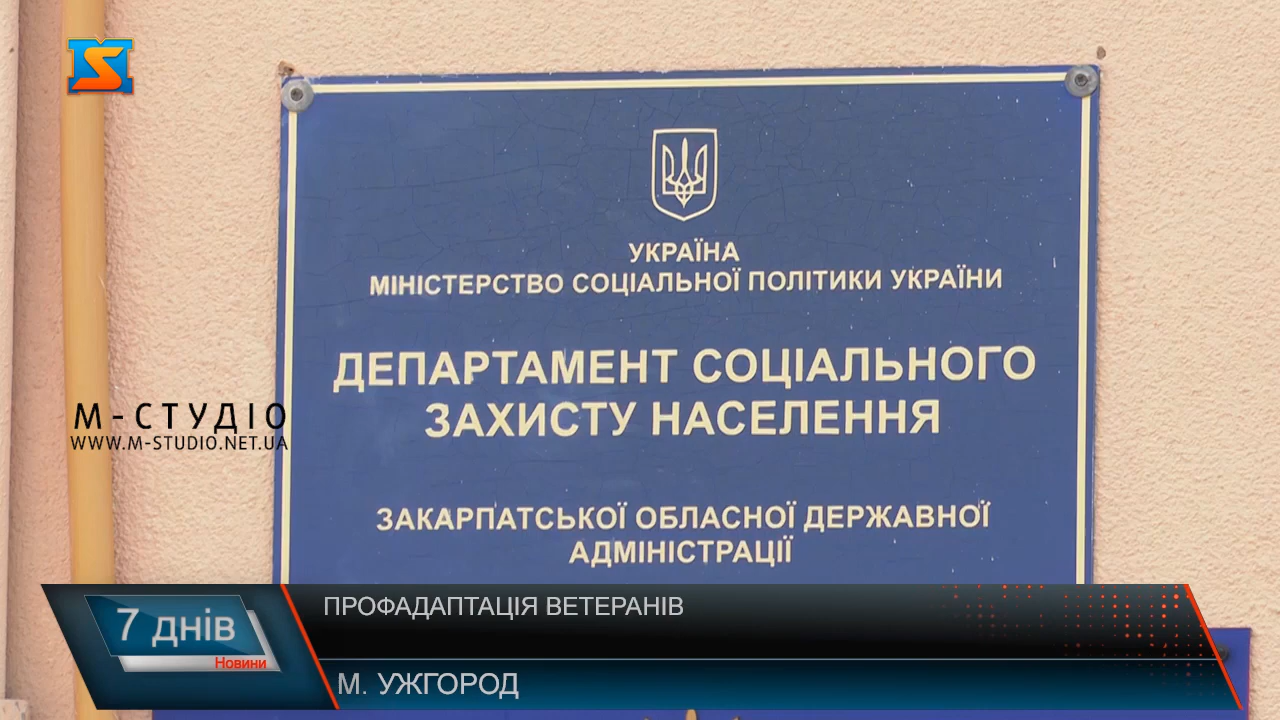 УКРАЇНА
МІНІСТЕРСТВО СОЦІАЛЬНОЇ ПОЛІТИКИ УКРАЇНИ
ДЕПАРТАМЕНТ СОЦІАЛЬНОГО
ЗАХИСТУ НАСЕЛЕННЯ
М-СТУДІО
WWW.M-STUDIO.NET.UA
ЗАКАРПАТСЬКОЇ ОБЛАСНОЇ ДЕРЖАВНОЇ
АДМІНІСТРАЦІЇ
ПРОФАДАПТАЦІЯ ВЕТЕРАНІВ
7 днів
Новини
М. УЖГОРОД